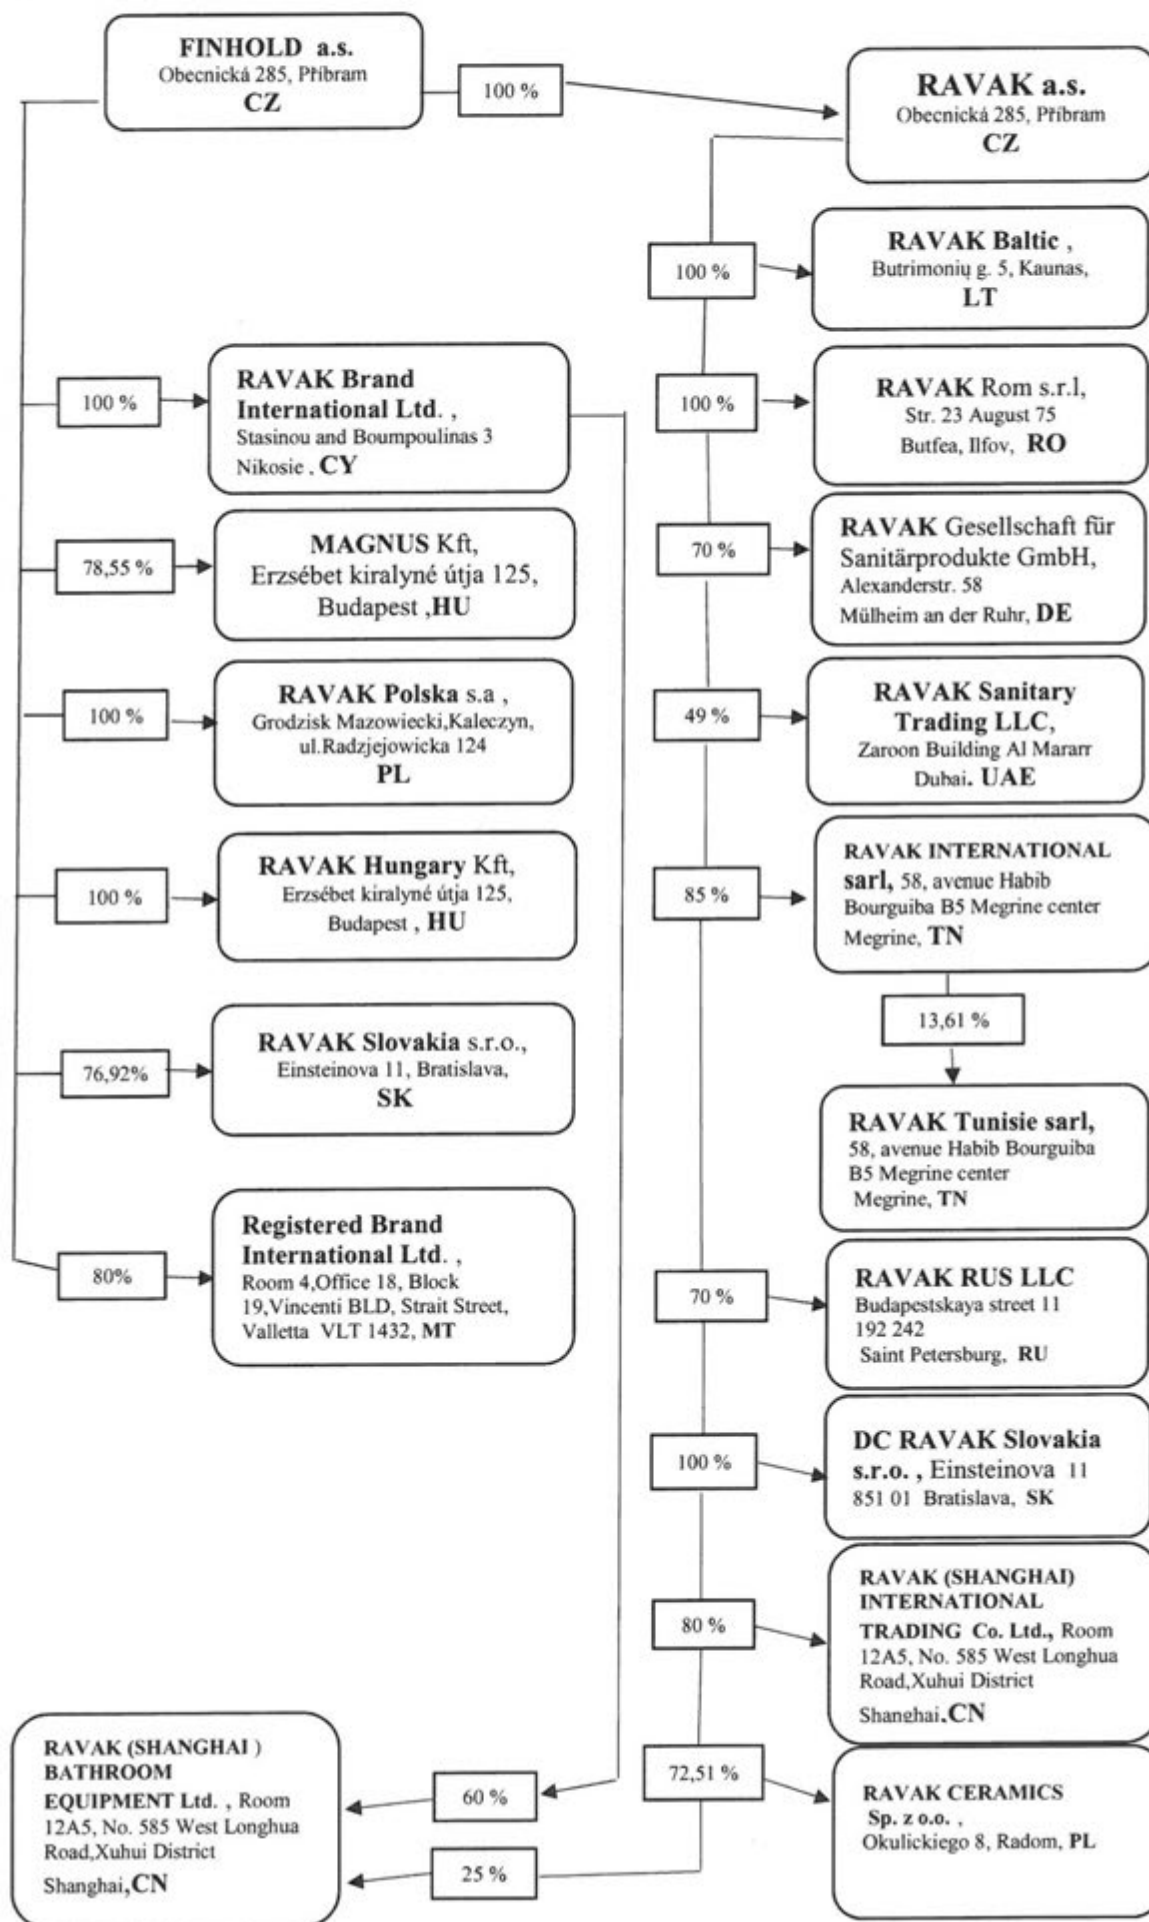 FINHOLD a.s.
Obecnická 285, Příbram
CZ
100 %
RAVAK a.s.
Obecnická 285, Příbram
CZ
100 %
RAVAK Baltic ,
Butrimonių g. 5, Kaunas,
LT
100 %
RAVAK Brand
International Ltd. ,
Stasinou and Boumpoulinas 3
Nikosie , CY
100 %
RAVAK Rom s.r.l,
Str. 23 August 75
Butfea, Ilfov, RO
78,55 %
MAGNUS Kft,
Erzsébet kiralyné útja 125,
Budapest ,HU
70 %
RAVAK Gesellschaft für
Sanitärprodukte GmbH,
Alexanderstr. 58
Mülheim an der Ruhr, DE
100 %
RAVAK Polska s.a ,
Grodzisk Mazowiecki,Kaleczyn,
ul.Radzjejowicka 124
PL
49 %
RAVAK Sanitary
Trading LLC,
Zaroon Building Al Mararr
Dubai. UAE
100 %
RAVAK Hungary Kft,
Erzsébet kiralyné útja 125,
Budapest , HU
85 %
RAVAK INTERNATIONAL
sarl, 58, avenue Habib
Bourguiba B5 Megrine center
Megrine, TN
13,61 %
76,92%
RAVAK Slovakia s.r.o.,
Einsteinova 11, Bratislava,
SK
RAVAK Tunisie sarl,
58, avenue Habib Bourguiba
B5 Megrine center
Megrine, TN
80%
Registered Brand
International Ltd. ,
Room 4,Office 18, Block
19,Vincenti BLD, Strait Street,
Valletta VLT 1432, MT
70 %
RAVAK RUS LLC
Budapestskaya street 11
192 242
Saint Petersburg, RU
100 %
DC RAVAK Slovakia
s.r.o. , Einsteinova 11
851 01 Bratislava, SK
80 %
RAVAK (SHANGHAI)
INTERNATIONAL
TRADING Co. Ltd., Room
12A5, No. 585 West Longhua
Road,Xuhui District
Shanghai.CN
RAVAK (SHANGHAI )
BATHROOM
EQUIPMENT Ltd. , Room
12A5, No. 585 West Longhua
Road,Xuhui District
Shanghai,CN
60 %
25 %
72,51 %
RAVAK CERAMICS
Sp. z o.o. ,
Okulickiego 8, Radom, PL